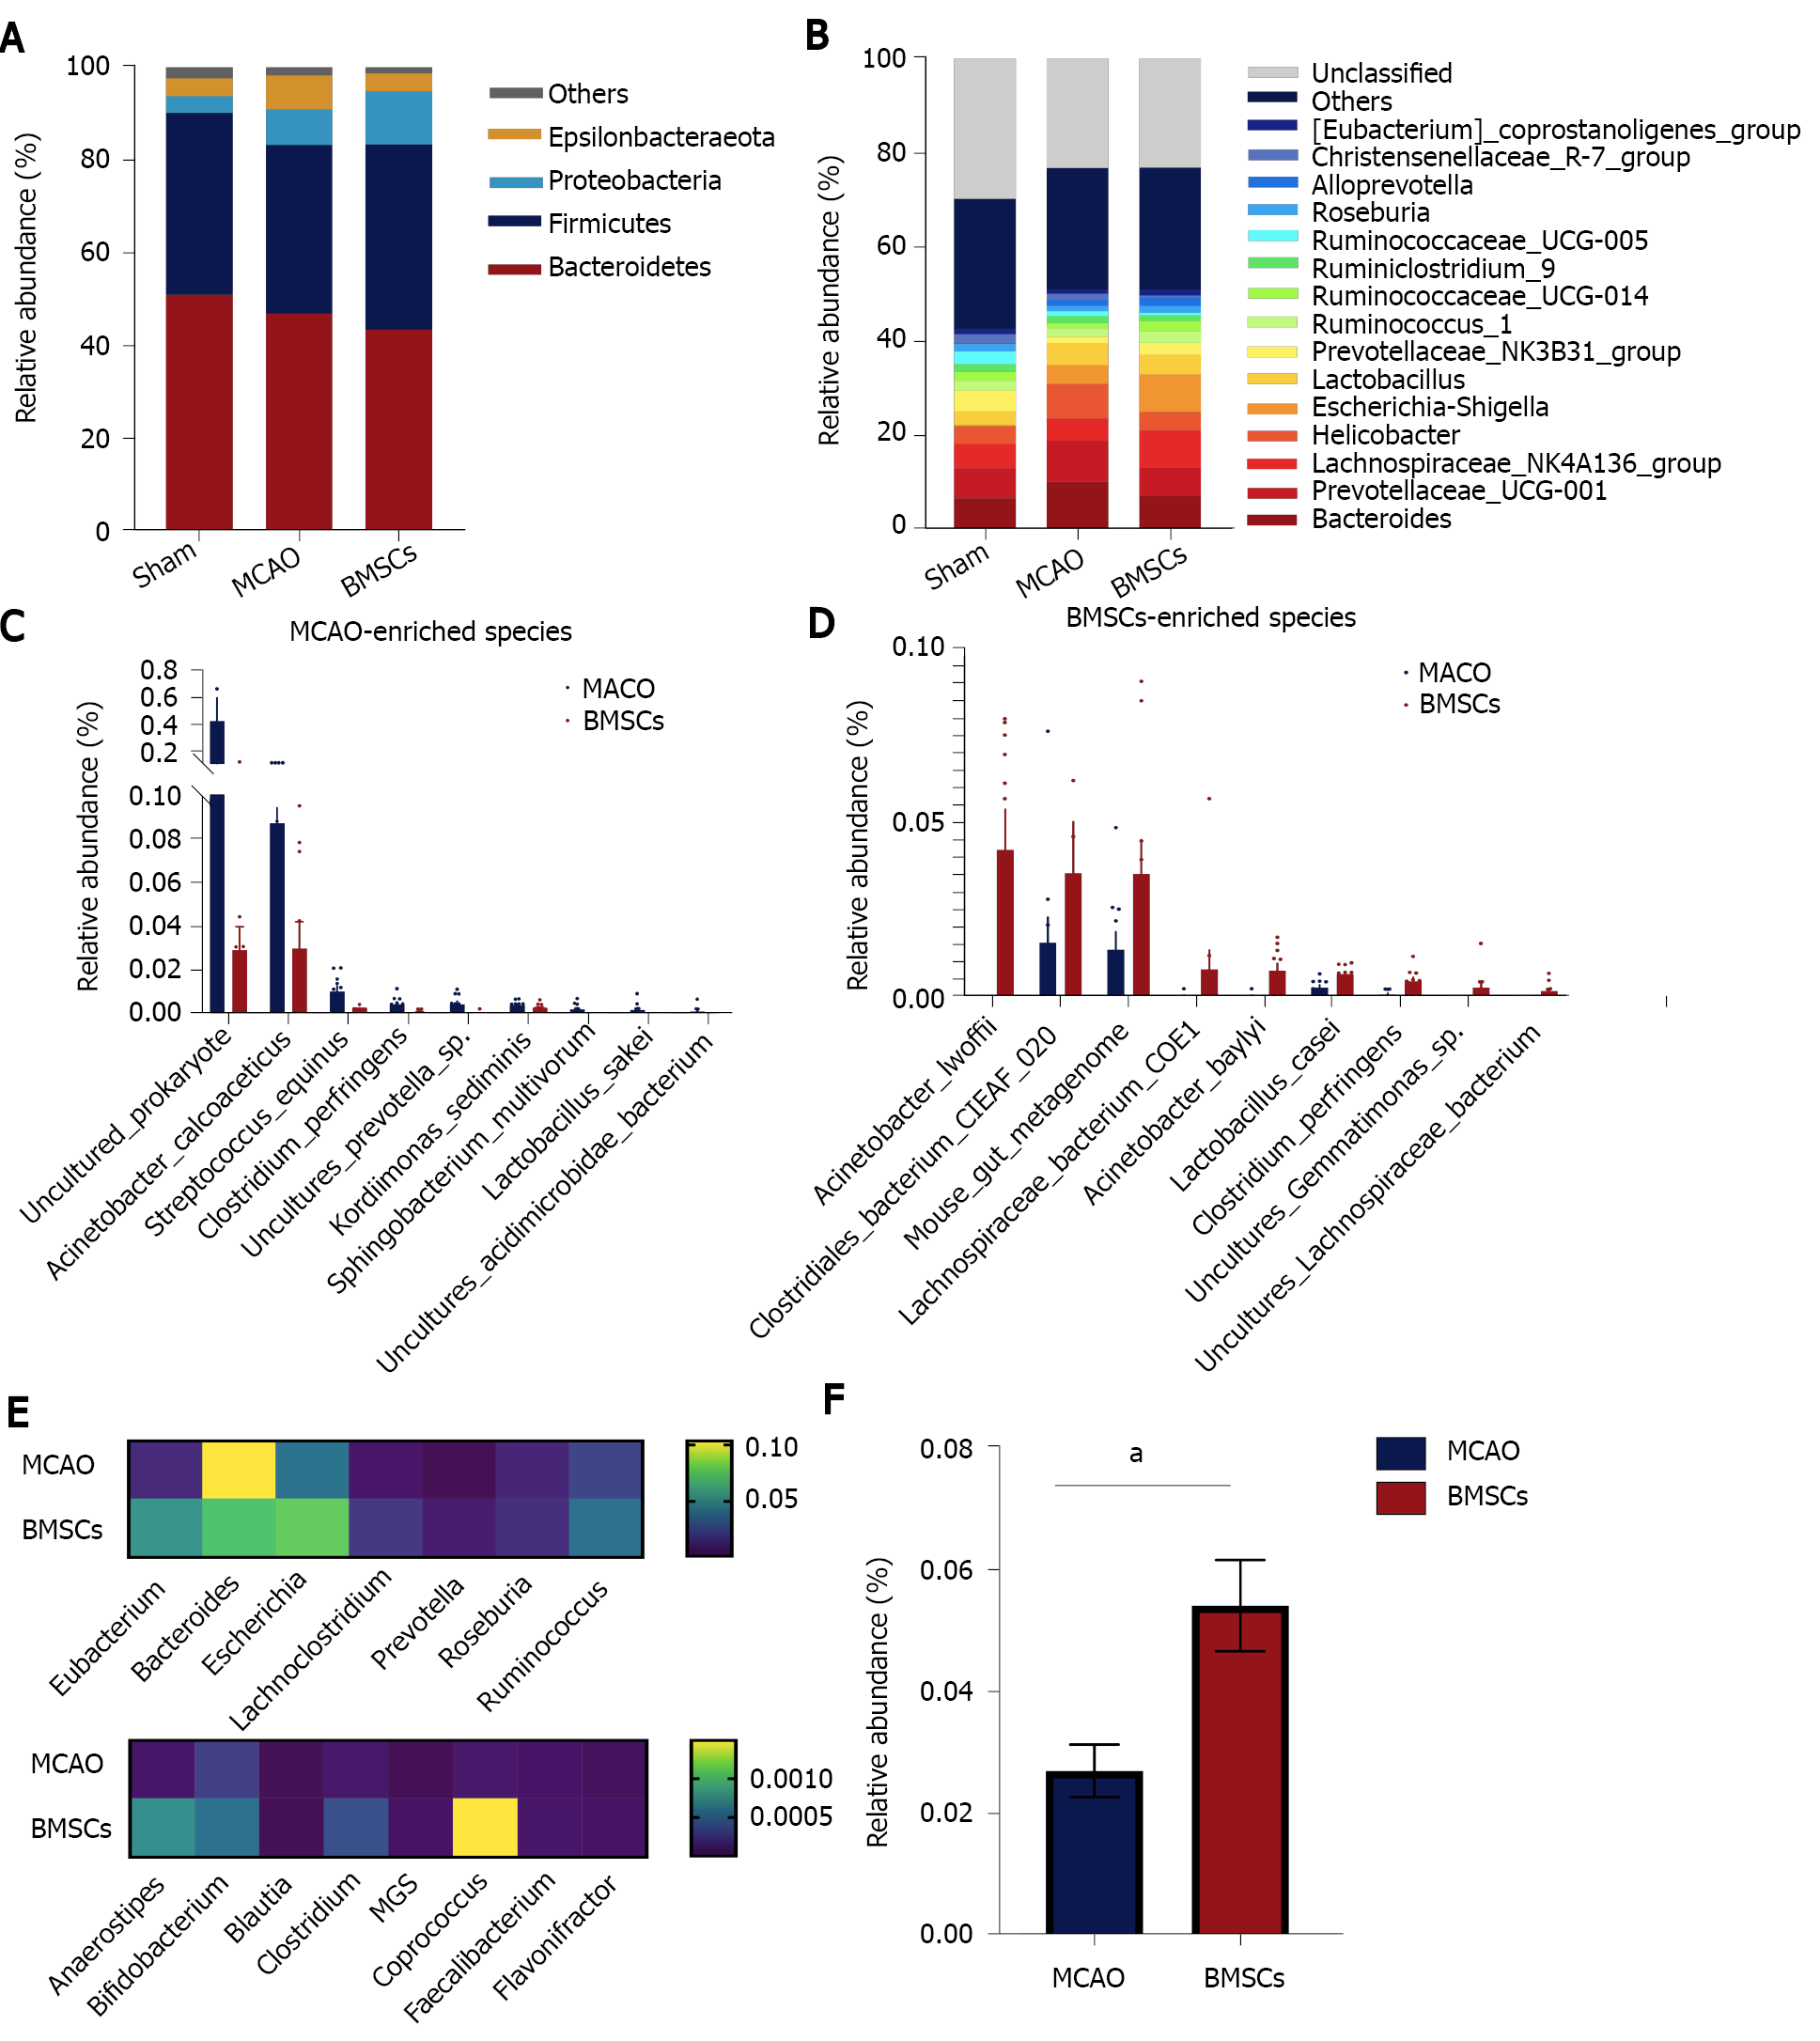 A
100
80
60
40
20
0
Relative abundance (%)
Sham
MCAO
BMSCs
Others
Epsilonbacteraeota
Proteobacteria
Firmicutes
Bacteroidetes
B
100
80
60
40
20
0
Relative abundance (%)
Sham
MCAO
BMSCs
Unclassified
Others
[Eubacterium]_coprostanoligenes_group
Christensenellaceae_R-7_group
Alloprevotella
Roseburia
Ruminococcaceae_UCG-005
Ruminiclostridium_9
Ruminococcaceae_UCG-014
Ruminococcus_1
Prevotellaceae_NK3B31_group
Lactobacillus
Escherichia-Shigella
Helicobacter
Lachnospiraceae_NK4A136_group
Prevotellaceae_UCG-001
Bacteroides
C
MCAO-enriched species
0.8
0.6
0.4
0.2
0.10
0.08
0.06
0.04
0.02
0.00
Relative abundance (%)
MACO
BMSCs
Uncultured_prokaryote
Acinetobacter_calcoaceticus
Streptococcus_equinus
Clostridium_perfringens
Uncultures_prevotella_sp.
Kordiimonas_sediminis
Sphingobacterium_multivorum
Lactobacillus_sakei
Uncultures_acidimicrobidae_bacterium
D
BMSCs-enriched species
0.10
0.05
0.00
Relative abundance (%)
MACO
BMSCs
Acinetobacter_lwoffii
Clostridiales_bacterium_CIEAF_020
Mouse_gut_metagenome
Lachnospiraceae_bacterium_COE1
Acinetobacter_baylyi
Lactobacillus_casei
Clostridium_perfringens
Uncultures_Gemmatimonas_sp.
Uncultures_Lachnospiraceae_bacterium
E
MCAO
BMSCs
0.10
0.05
Eubacterium
Bacteroides
Escherichia
Lachnoclostridium
Prevotella
Roseburia
Ruminococcus
MCAO
BMSCs
0.0010
0.0005
Anaerostipes
Bifidobacterium
Blautia
Clostridium
MGS
Coprococcus
Faecalibacterium
Flavonifractor
F
0.08
0.06
0.04
0.02
0.00
Relative abundance (%)
a
MCAO
BMSCs
MCAO
BMSCs